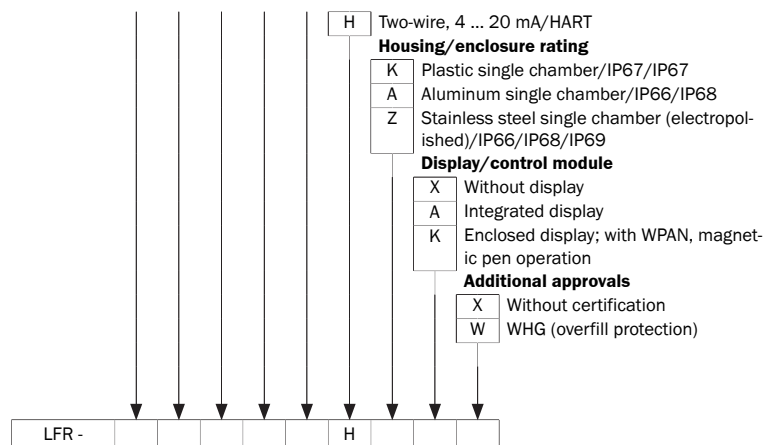 H Two-wire, 4 ... 20 mA/HART
Housing/enclosure rating
K Plastic single chamber/IP67/IP67
A Aluminum single chamber/IP66/IP68
Z Stainless steel single chamber (electropol-
ished)/IP66/IP68/IP69
Display/control module
X Without display
A Integrated display
K Enclosed display; with WPAN, magnet-
ic pen operation
Additional approvals
X Without certification
W WHG (overfill protection)
LFR - H